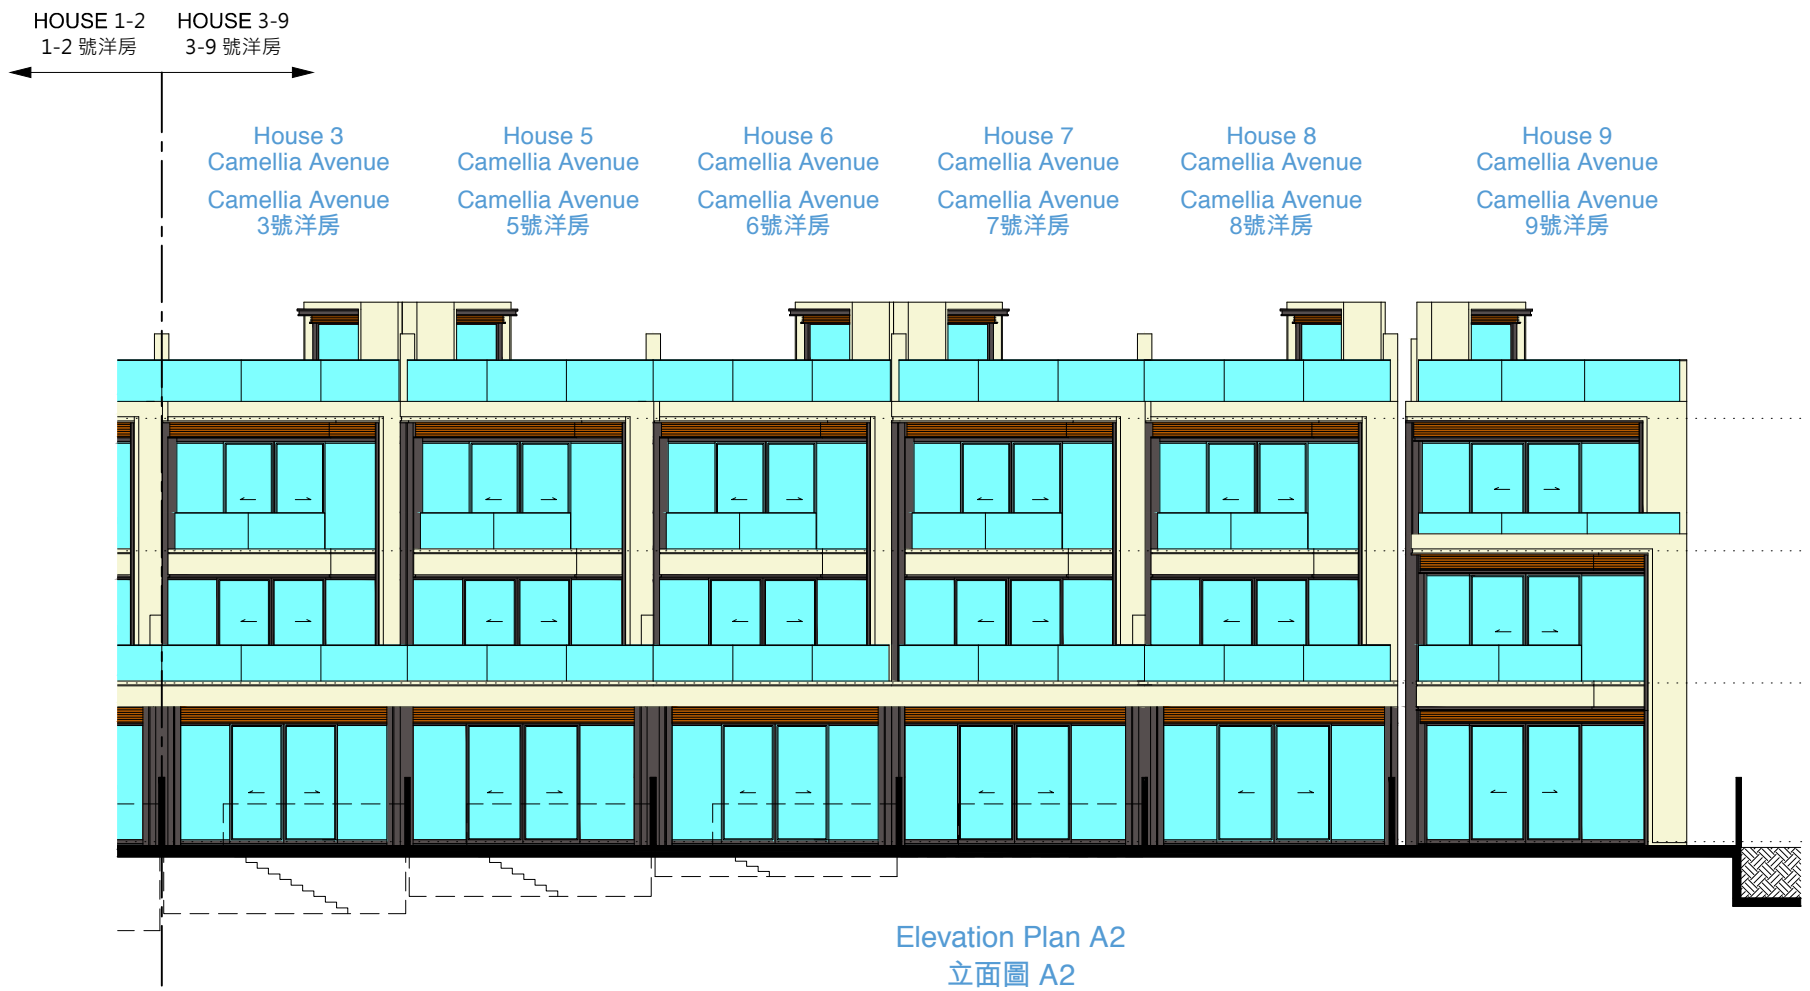 HOUSE 1-2
1-2 號洋房
HOUSE 3-9
3-9 號洋房
House 3
Camellia Avenue
Camellia Avenue
3號洋房
House 5
Camellia Avenue
Camellia Avenue
5號洋房
House 6
Camellia Avenue
Camellia Avenue
6號洋房
House 7
Camellia Avenue
Camellia Avenue
7號洋房
House 8
Camellia Avenue
Camellia Avenue
8號洋房
House 9
Camellia Avenue
Camellia Avenue
9號洋房
Elevation Plan A2
立面圖 A2